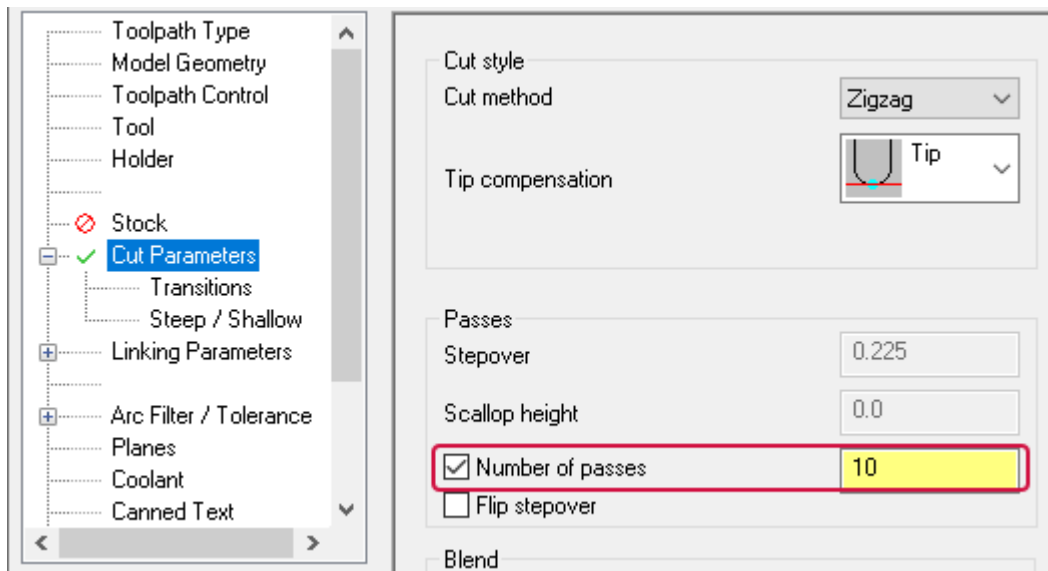 Toolpath Type
Model Geometry
Toolpath Control
Tool
Holder
Stock
Cut Parameters
Transitions
Steep / Shallow
Linking Parameters
Arc Filter / Tolerance
Planes
Coolant
Canned Text
Cut style
Cut method Zigzag
Tip compensation Tip
Passes
Stepover 0.225
Scallop height 0.0
Number of passes 10
Flip stepover
Blend